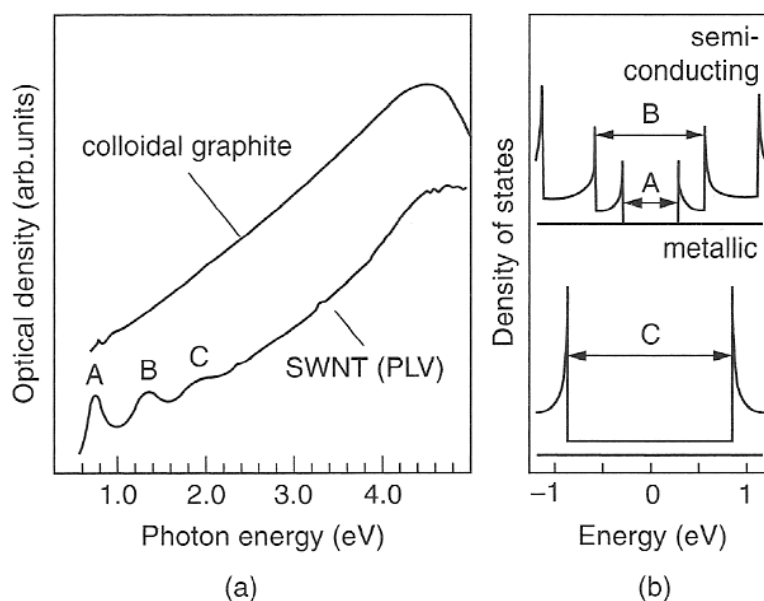 Optical density (arb.units)
colloidal graphite
A
B
C
SWNT (PLV)
1.0 2.0 3.0 4.0
Photon energy (eV)
(a)
Density of states
semi-
conducting
B
A
metallic
C
−1 0 1
Energy (eV)
(b)